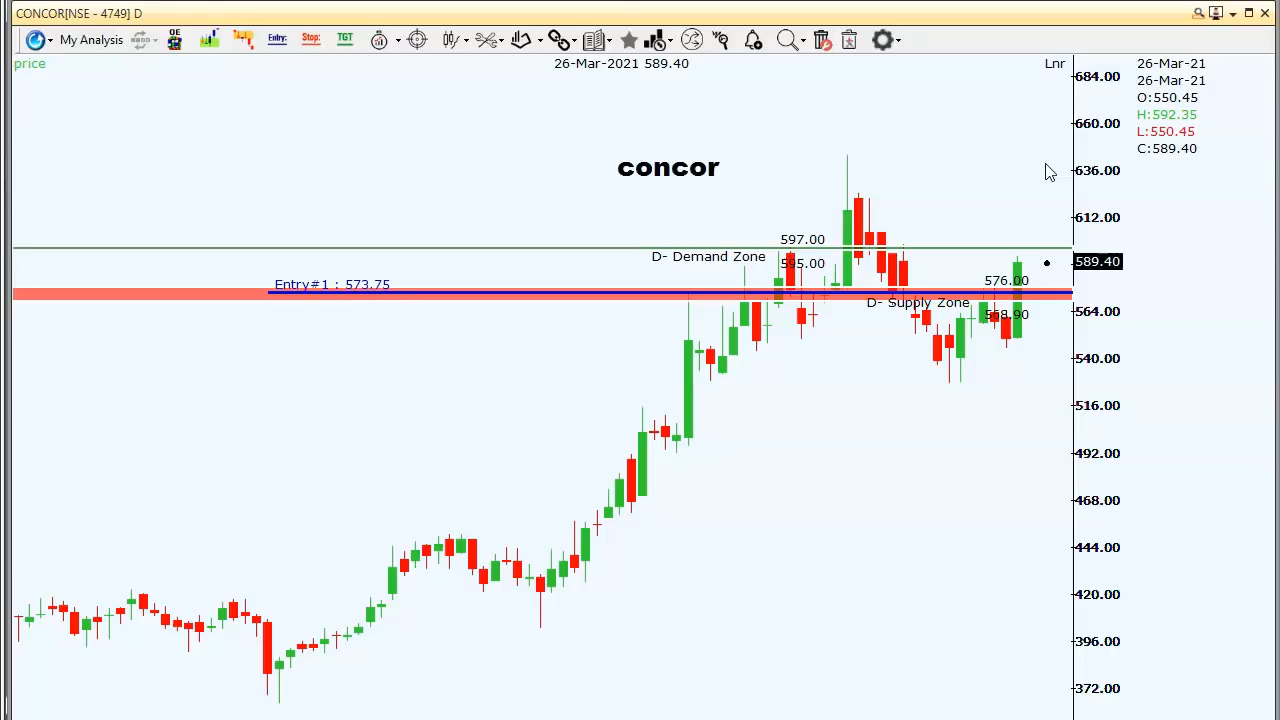 CONCOR[NSE - 4749] D
My Analysis
OE
Entry:
Stop:
TGT
price
26-Mar-2021 589.40
Lnr
26-Mar-21
26-Mar-21
O:550.45
H:592.35
L:550.45
C:589.40
concor
684.00
660.00
636.00
612.00
589.40
564.00
540.00
516.00
492.00
468.00
444.00
420.00
396.00
372.00
597.00
D- Demand Zone
595.00
Entry#1 : 573.75
576.00
D- Supply Zone